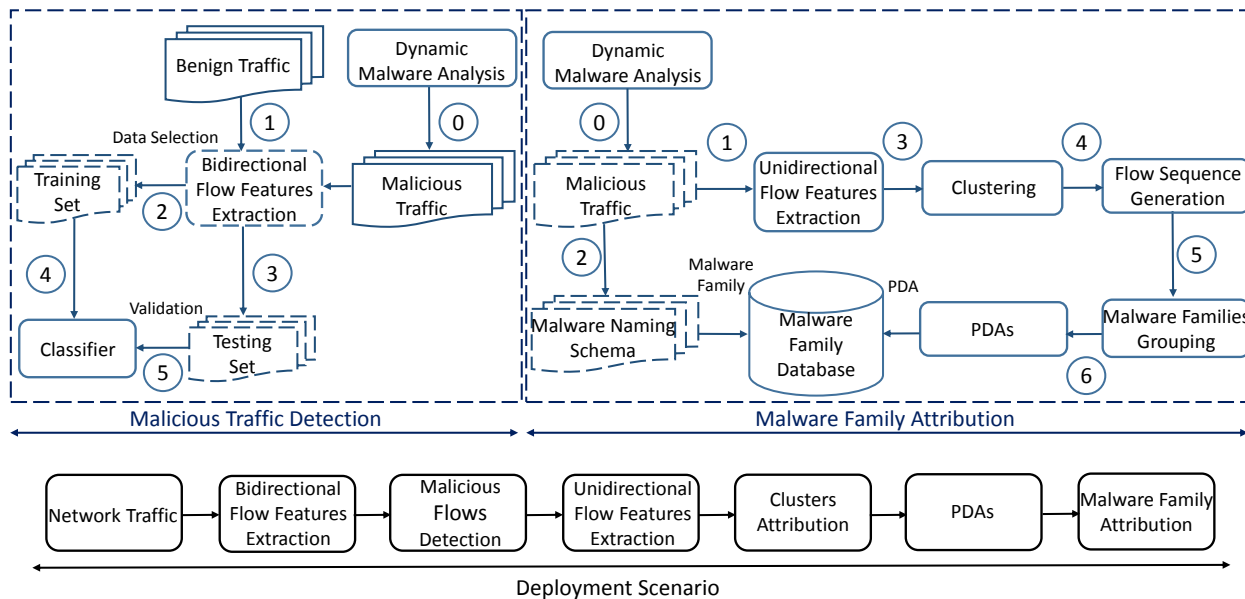 Benign Traffic
Dynamic
Malware Analysis
1
0
Data Selection
Training
Set
2
Bidirectional
Flow Features
Extraction
Malicious
Traffic
4
3
Validation
Classifier
5
Testing
Set
Malicious Traffic Detection
Dynamic
Malware Analysis
0
1
3
4
Malicious
Traffic
Unidirectional
Flow Features
Extraction
Clustering
Flow Sequence
Generation
2
5
Malware
Family
PDA
Malware Naming
Schema
Malware
Family
Database
PDAs
Malware Families
Grouping
6
Malware Family Attribution
Network Traffic
Bidirectional
Flow Features
Extraction
Malicious
Flows
Detection
Unidirectional
Flow Features
Extraction
Clusters
Attribution
PDAs
Malware Family
Attribution
Deployment Scenario